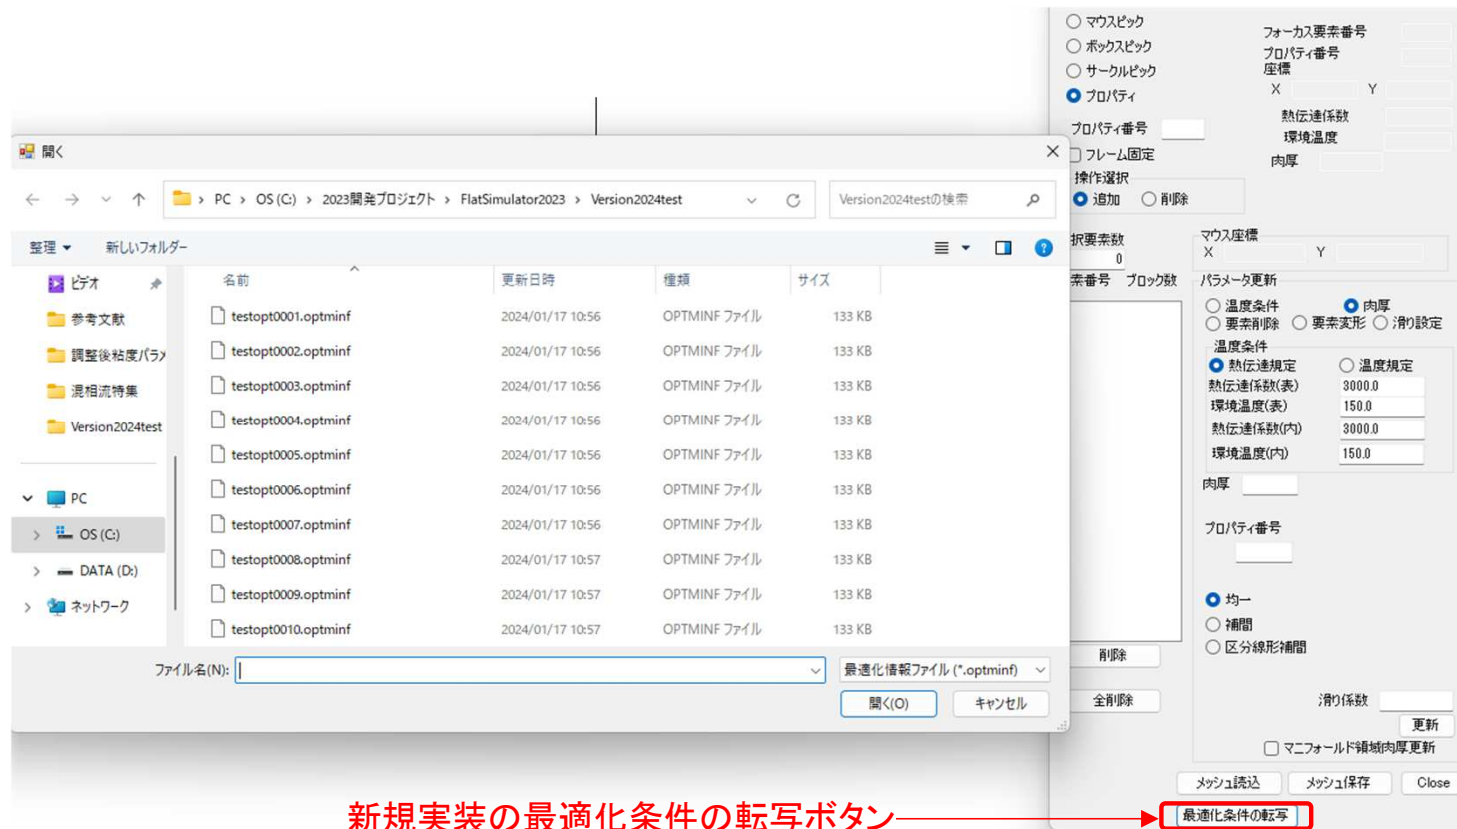 マウスピック
ボックスピック
サークルピック
プロパティ
プロパティ番号
フレーム固定
操作選択
追加 削除
フォーカス要素番号
プロパティ番号
座標
X Y
熱伝達係数
環境温度
肉厚
開く
PC › OS (C:) › 2023開発プロジェクト › FlatSimulator2023 › Version2024test
Version2024testの検索
整理 新しいフォルダー
ビデオ
参考文献
調整後粘度パラメ
混相流特集
Version2024test
PC
OS (C:)
DATA (D:)
ネットワーク
名前 更新日時 種類 サイズ
testopt0001.optminf 2024/01/17 10:56 OPTMINF ファイル 133 KB
testopt0002.optminf 2024/01/17 10:56 OPTMINF ファイル 133 KB
testopt0003.optminf 2024/01/17 10:56 OPTMINF ファイル 133 KB
testopt0004.optminf 2024/01/17 10:56 OPTMINF ファイル 133 KB
testopt0005.optminf 2024/01/17 10:56 OPTMINF ファイル 133 KB
testopt0006.optminf 2024/01/17 10:56 OPTMINF ファイル 133 KB
testopt0007.optminf 2024/01/17 10:56 OPTMINF ファイル 133 KB
testopt0008.optminf 2024/01/17 10:57 OPTMINF ファイル 133 KB
testopt0009.optminf 2024/01/17 10:57 OPTMINF ファイル 133 KB
testopt0010.optminf 2024/01/17 10:57 OPTMINF ファイル 133 KB
ファイル名(N):
最適化情報ファイル (*.optminf)
開く(O) キャンセル
択要素数
0
素番号 ブロック数
削除
全削除
マウス座標
X Y
パラメータ更新
温度条件 肉厚
要素削除 要素変形 滑り設定
温度条件
熱伝達規定 温度規定
熱伝達係数(表) 3000.0
環境温度(表) 150.0
熱伝達係数(内) 3000.0
環境温度(内) 150.0
肉厚
プロパティ番号
均一
補間
区分線形補間
滑り係数
更新
マニフォールド領域肉厚更新
メッシュ読込 メッシュ保存 Close
最適化条件の転写
新規実装の最適化条件の転写ボタン